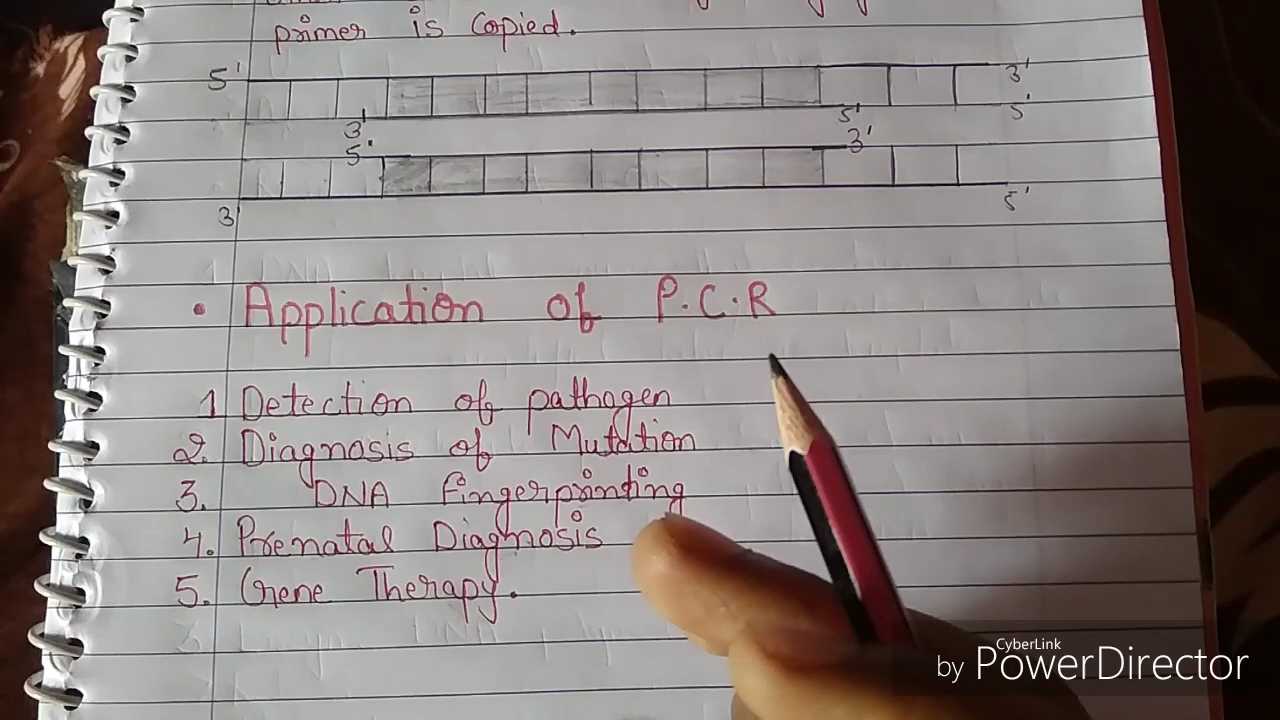 primer is Copied.
5' 3'
3' 5' 5'
5' 3'
3 5'
• Application of P.C.R
1 Detection of pathogen
2. Diagnosis of Mutation
3. DNA fingerprinting
4. Prenatal Diagnosis
5. Gene Therapy.
CyberLink
by PowerDirector